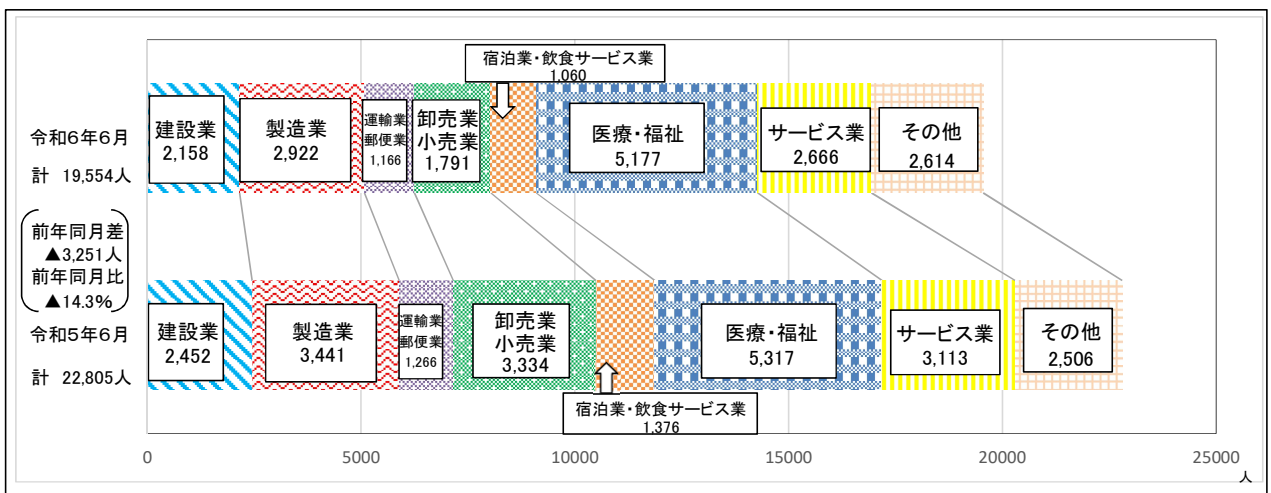 宿泊業・飲食サービス業
1,060
令和6年6月
計 19,554人
建設業
2,158
製造業
2,922
運輸業
郵便業
1,166
卸売業
小売業
1,791
医療・福祉
5,177
サービス業
2,666
その他
2,614
前年同月差
▲3,251人
前年同月比
▲14.3%
令和5年6月
計 22,805人
建設業
2,452
製造業
3,441
運輸業
郵便業
1,266
卸売業
小売業
3,334
医療・福祉
5,317
サービス業
3,113
その他
2,506
宿泊業・飲食サービス業
1,376
0 5000 10000 15000 20000 25000
人